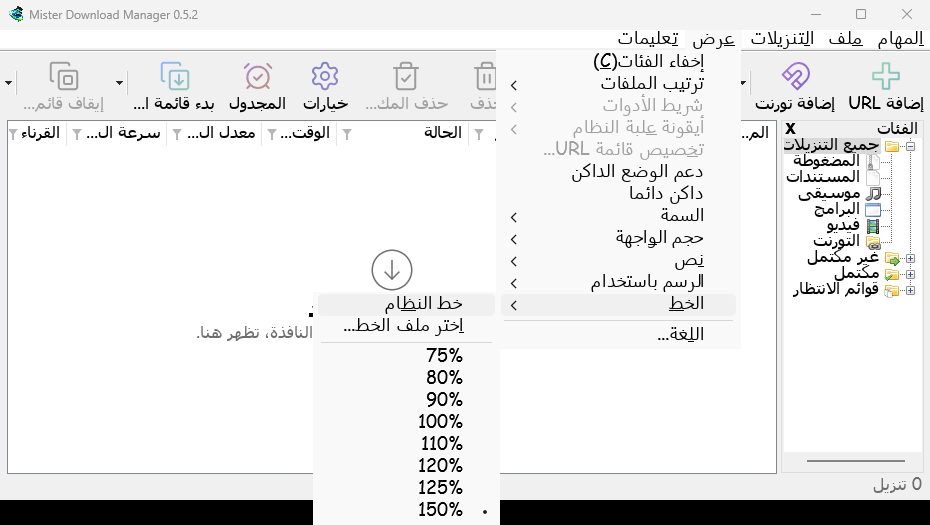 Mister Download Manager 0.5.2
المهام ملف التنزيلات عرض تعليمات
إضافة URL
إضافة تورنت
حذف
حذف المك...
خيارات
المجدول
بدء قائمة ا...
إيقاف قائم...
إخفاء الفئات(C)
ترتيب الملفات
شريط الأدوات
أيقونة علبة النظام
تخصيص قائمة URL...
دعم الوضع الداكن
داكن دائما
السمة
حجم الواجهة
نص
الرسم باستخدام
الخط
اللغة...
خط النظام
اختر ملف الخط...
75%
80%
90%
100%
110%
120%
125%
150%
الفئات X
جميع التنزيلات
المضغوطة
المستندات
موسيقى
البرامج
فيديو
التورنت
غير مكتمل
مكتمل
قوائم الانتظار
الحالة
الوقت...
معدل ال...
سرعة ال...
القرناء
النافذة، تظهر هنا.
0 تنزيل